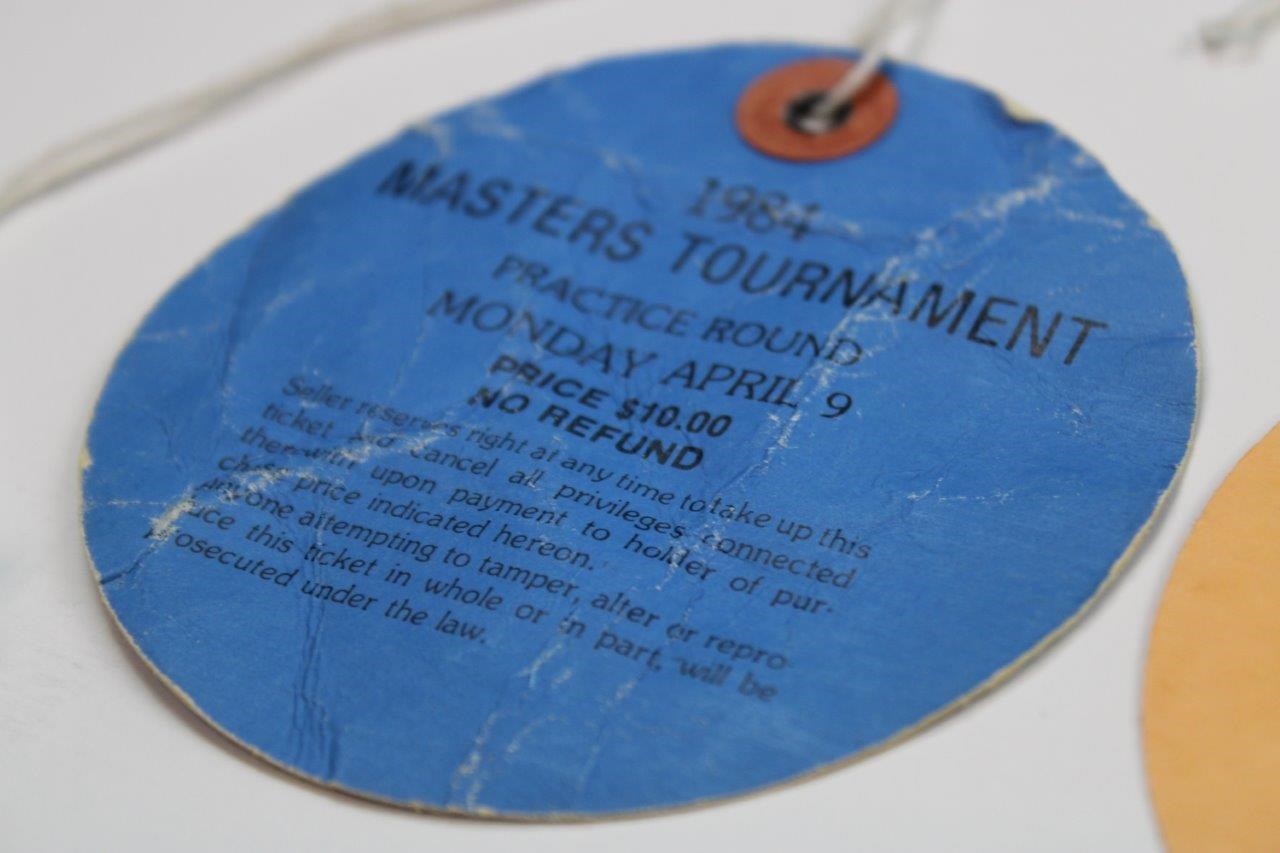 1984
MASTERS TOURNAMENT
PRACTICE ROUND
MONDAY APRIL 9
PRICE $10.00
NO REFUND
Seller reserves right at any time to take up this
ticket and cancel all privileges connected
therewith upon payment to holder of pur-
chase price indicated hereon.
Anyone attempting to tamper, alter or repro-
duce this ticket in whole or in part, will be
prosecuted under the law.